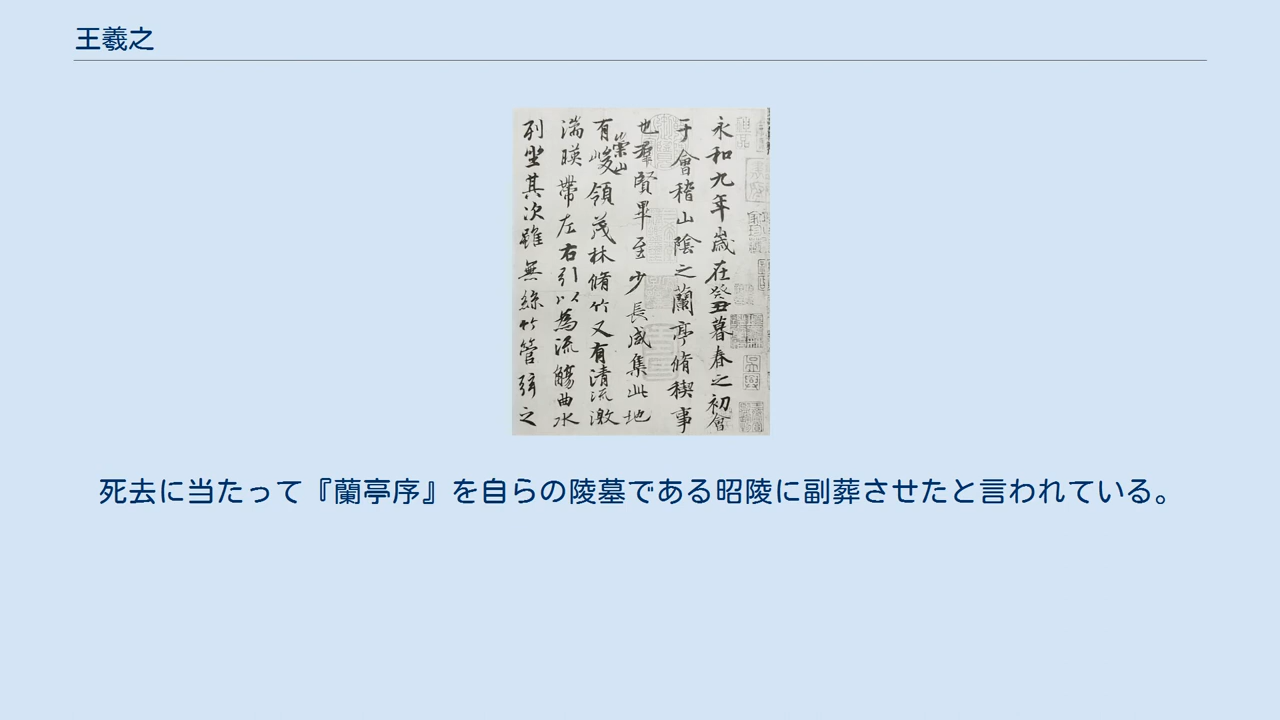 王羲之
永和九年歳在癸丑暮春之初會
于會稽山陰之蘭亭脩稧事
也羣賢畢至少長咸集此地
有崇山峻領茂林脩竹又有清流激
湍暎帶左右引以為流觴曲水
列坐其次雖無絲竹管弦之
死去に当たって『蘭亭序』を自らの陵墓である昭陵に副葬させたと言われている。